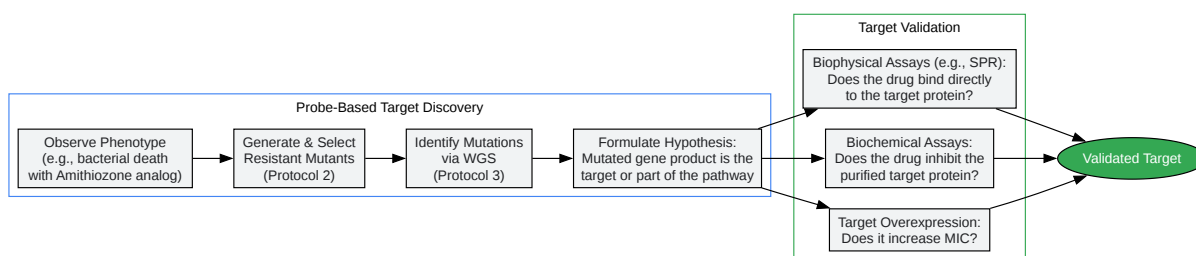 Probe-Based Target Discovery
Observe Phenotype
(e.g., bacterial death
with Amithiozone analog)
Generate & Select
Resistant Mutants
(Protocol 2)
Identify Mutations
via WGS
(Protocol 3)
Formulate Hypothesis:
Mutated gene product is the
target or part of the pathway
Target Validation
Biophysical Assays (e.g., SPR):
Does the drug bind directly
to the target protein?
Biochemical Assays:
Does the drug inhibit the
purified target protein?
Target Overexpression:
Does it increase MIC?
Validated Target